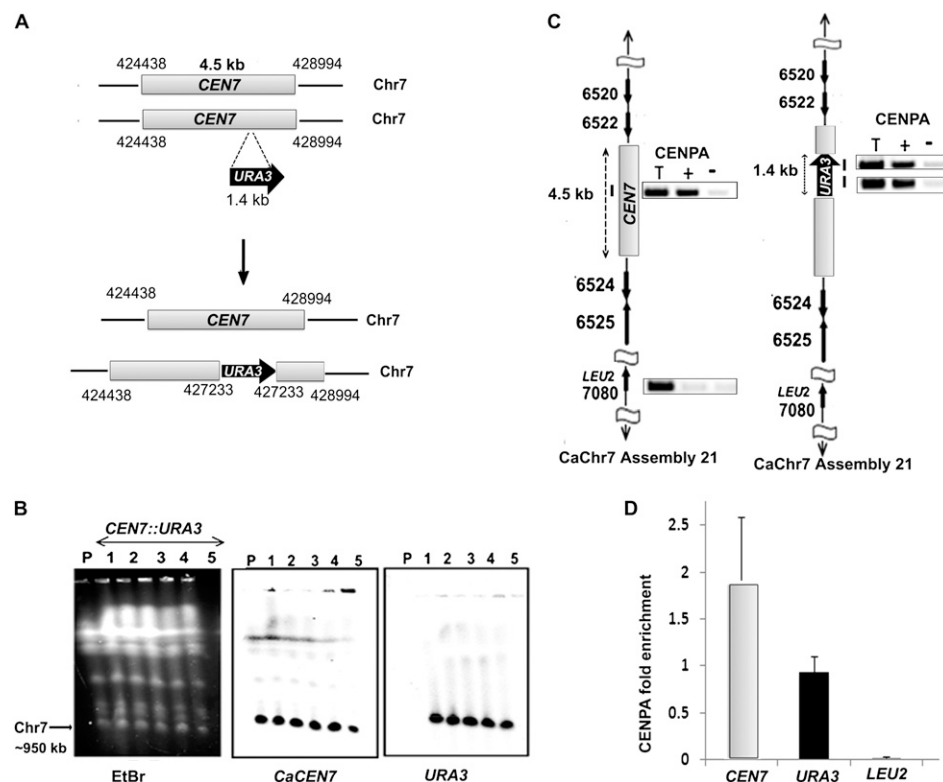 A
424438 4.5 kb 428994
CEN7 Chr7
CEN7 Chr7
424438 428994
URA3
1.4 kb
424438 428994
CEN7 Chr7
URA3 Chr7
424438 427233 427233 428994
B
CEN7::URA3
P 1 2 3 4 5
P 1 2 3 4 5
P 1 2 3 4 5
Chr7
~950 kb
EtBr CaCEN7 URA3
C
6520
6522
CENPA
T + -
4.5 kb
CEN7
6524
6525
LEU2
7080
CaChr7 Assembly 21
6520
6522
CENPA
T + -
1.4 kb
URA3
6524
6525
LEU2
7080
CaChr7 Assembly 21
D
CENPA fold enrichment
2.5
2
1.5
1
0.5
0
CEN7 URA3 LEU2